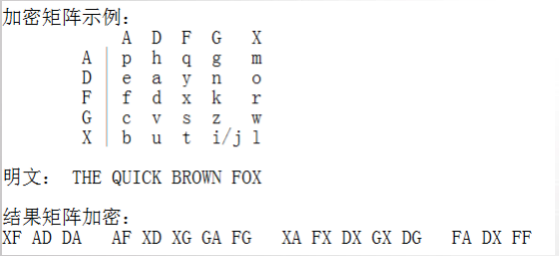 加密矩阵示例：
A D F G X
A p h q g m
D e a y n o
F f d x k r
G c v s z w
X b u t i/j l
明文： THE QUICK BROWN FOX
结果矩阵加密：
XF AD DA AF XD XG GA FG XA FX DX GX DG FA DX FF